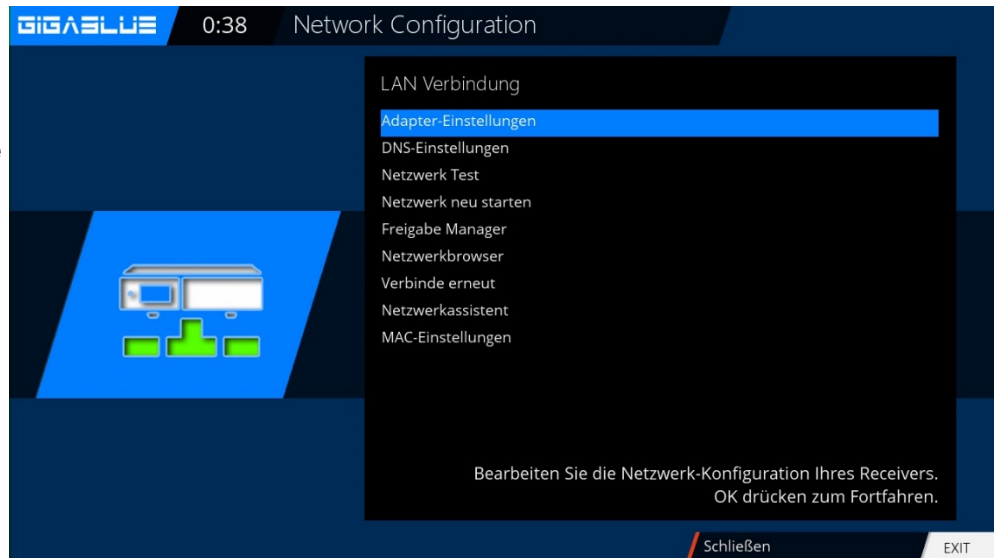 GIGABLUE 0:38 Network Configuration
LAN Verbindung
Adapter-Einstellungen
DNS-Einstellungen
Netzwerk Test
Netzwerk neu starten
Freigabe Manager
Netzwerkbrowser
Verbinde erneut
Netzwerkassistent
MAC-Einstellungen
Bearbeiten Sie die Netzwerk-Konfiguration Ihres Receivers.
OK drücken zum Fortfahren.
Schließen EXIT